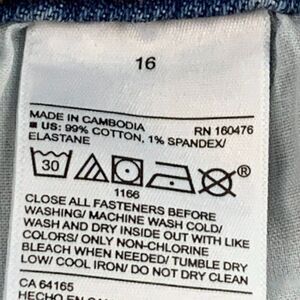 16
MADE IN CAMBODIA
RN 160476
■ US: 99% COTTON, 1% SPANDEX/
ELASTANE
30
®
1166
CLOSE ALL FASTENERS BEFORE
WASHING/ MACHINE WASH COLD/
WASH AND DRY INSIDE OUT WITH LIKE
COLORS/ ONLY NON-CHLORINE
BLEACH WHEN NEEDED/ TUMBLE DRY
LOW/ COOL IRON/ DO NOT DRY CLEAN
CA 64165
HECHO EN